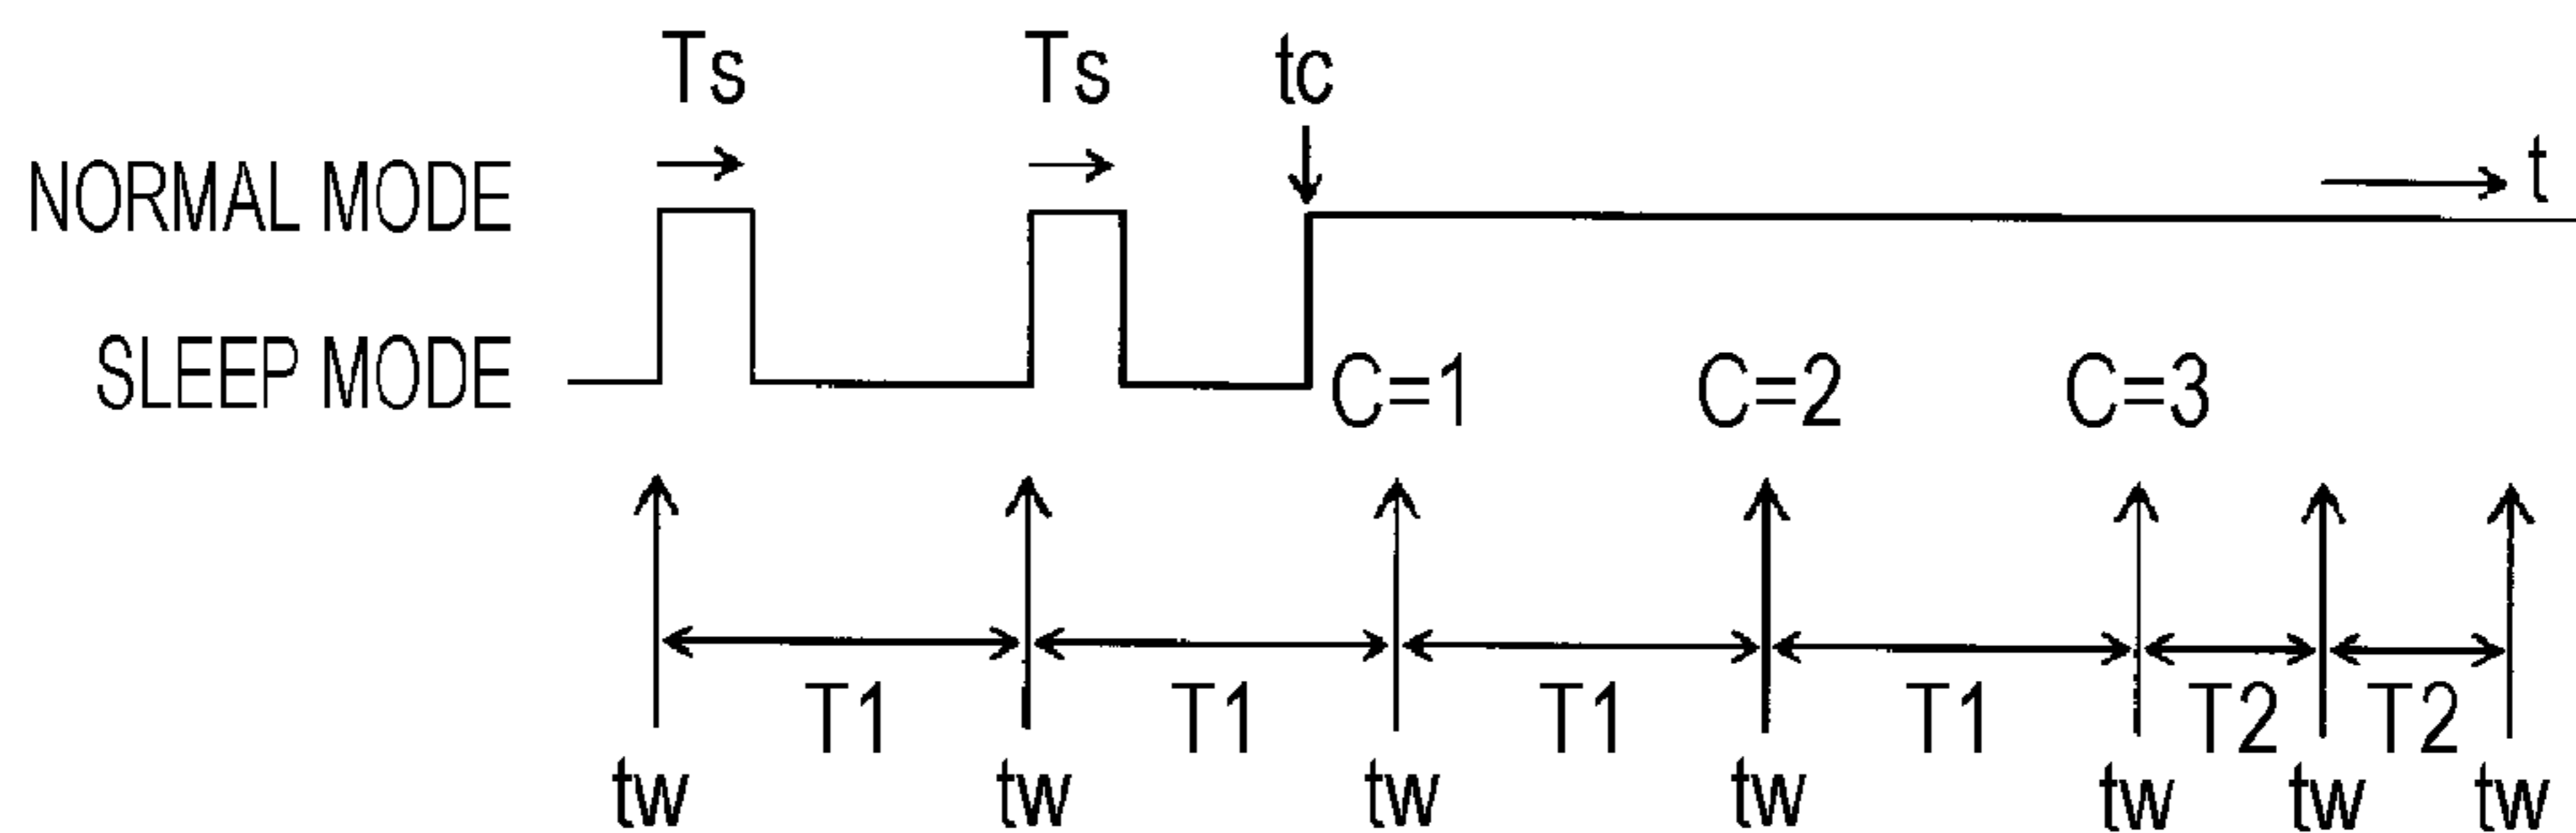 Ts Ts tc
NORMAL MODE t
SLEEP MODE C=1 C=2 C=3
T1 T1 T1 T1 T2 T2
tw tw tw tw tw tw tw